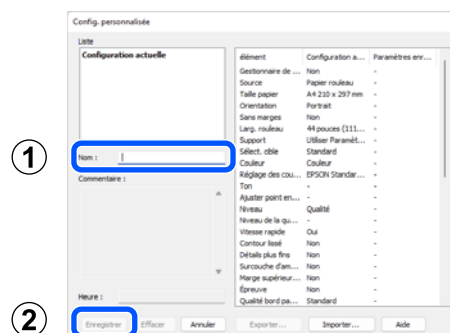 Config. personnalisée
Liste
Configuration actuelle
élément Configuration a... Paramètres enr...
Gestionnaire de ... Non -
Source Papier rouleau -
Taille papier A4 210 x 297 mm -
Orientation Portrait -
Sans marges Non -
Larg. rouleau 44 pouces (111... -
Support Utiliser Paramèt... -
Sélect. cible Standard -
Couleur Couleur -
Réglage des cou... EPSON Standar... -
Ton - -
Ajuster point en... - -
Niveau Qualité -
Niveau de la qu... - -
Vitesse rapide Oui -
Contour lissé Non -
Détails plus fins Non -
Surcouche d'am... Non -
Marge supérieur... Non -
Épreuve Non -
Qualité bord pa... Standard -
1
Nom :
Commentaire :
Heure :
2
Enregistrer Effacer Annuler Exporter... Importer... Aide